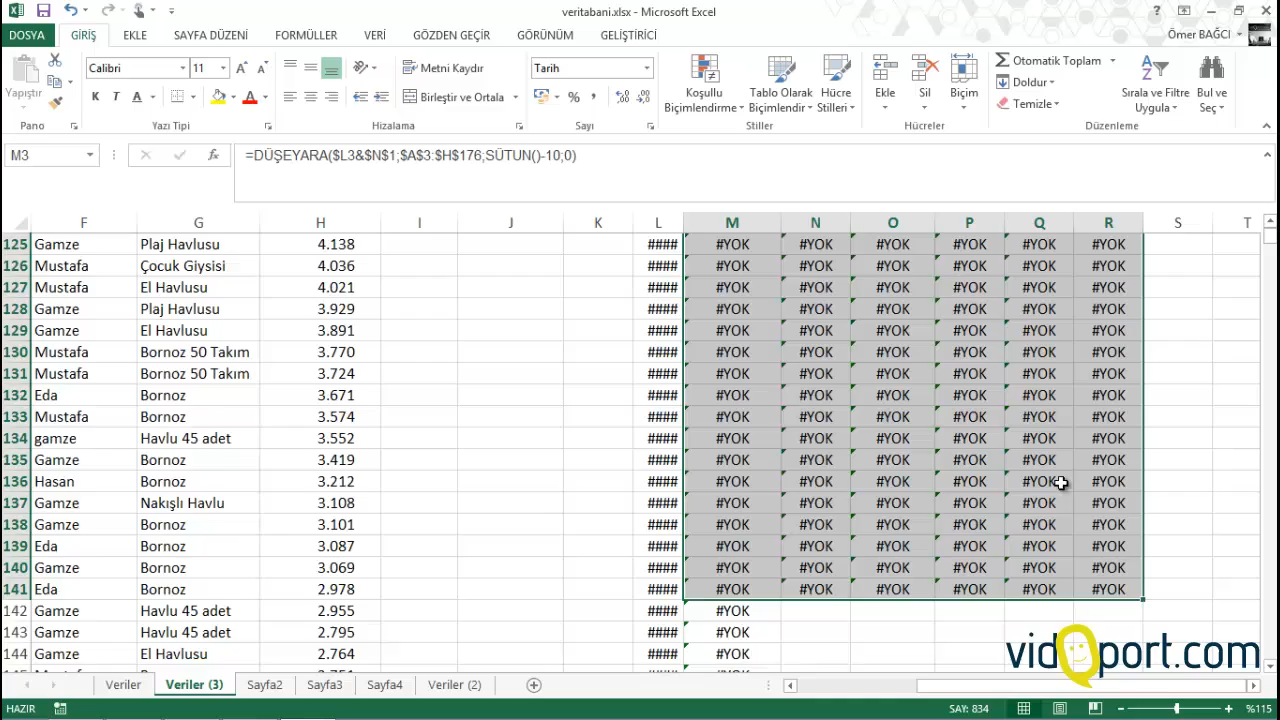 veritabani.xlsx - Microsoft Excel
Ömer BAĞCI
DOSYA GİRİŞ EKLE SAYFA DÜZENİ FORMÜLLER VERİ GÖZDEN GEÇİR GÖRÜNÜM GELİŞTİRİCİ
Yapıştır
Calibri 11
K T A
Metni Kaydır
Birleştir ve Ortala
Tarih
Koşullu Biçimlendirme
Tablo Olarak Biçimlendir
Hücre Stilleri
Ekle Sil Biçim
Otomatik Toplam
Doldur
Temizle
Sırala ve Filtre Uygula
Bul ve Seç
Pano Yazı Tipi Hizalama Sayı Stiller Hücreler Düzenleme
M3 =DÜŞEYARA($L3&$N$1;$A$3:$H$176;SÜTUN()-10;0)
F G H I J K L M N O P Q R S T
125 Gamze Plaj Havlusu 4.138 #### #YOK #YOK #YOK #YOK #YOK #YOK
126 Mustafa Çocuk Giysisi 4.036 #### #YOK #YOK #YOK #YOK #YOK #YOK
127 Mustafa El Havlusu 4.021 #### #YOK #YOK #YOK #YOK #YOK #YOK
128 Gamze Plaj Havlusu 3.929 #### #YOK #YOK #YOK #YOK #YOK #YOK
129 Gamze El Havlusu 3.891 #### #YOK #YOK #YOK #YOK #YOK #YOK
130 Mustafa Bornoz 50 Takım 3.770 #### #YOK #YOK #YOK #YOK #YOK #YOK
131 Mustafa Bornoz 50 Takım 3.724 #### #YOK #YOK #YOK #YOK #YOK #YOK
132 Eda Bornoz 3.671 #### #YOK #YOK #YOK #YOK #YOK #YOK
133 Mustafa Bornoz 3.574 #### #YOK #YOK #YOK #YOK #YOK #YOK
134 gamze Havlu 45 adet 3.552 #### #YOK #YOK #YOK #YOK #YOK #YOK
135 Gamze Bornoz 3.419 #### #YOK #YOK #YOK #YOK #YOK #YOK
136 Hasan Bornoz 3.212 #### #YOK #YOK #YOK #YOK #YOK #YOK
137 Gamze Nakışlı Havlu 3.108 #### #YOK #YOK #YOK #YOK #YOK #YOK
138 Gamze Bornoz 3.101 #### #YOK #YOK #YOK #YOK #YOK #YOK
139 Eda Bornoz 3.087 #### #YOK #YOK #YOK #YOK #YOK #YOK
140 Gamze Bornoz 3.069 #### #YOK #YOK #YOK #YOK #YOK #YOK
141 Eda Bornoz 2.978 #### #YOK #YOK #YOK #YOK #YOK #YOK
142 Gamze Havlu 45 adet 2.955 #### #YOK
143 Gamze Havlu 45 adet 2.795 #### #YOK
144 Gamze El Havlusu 2.764 #### #YOK
vidoport.com
Veriler Veriler (3) Sayfa2 Sayfa3 Sayfa4 Veriler (2)
HAZIR SAY: 834 %115